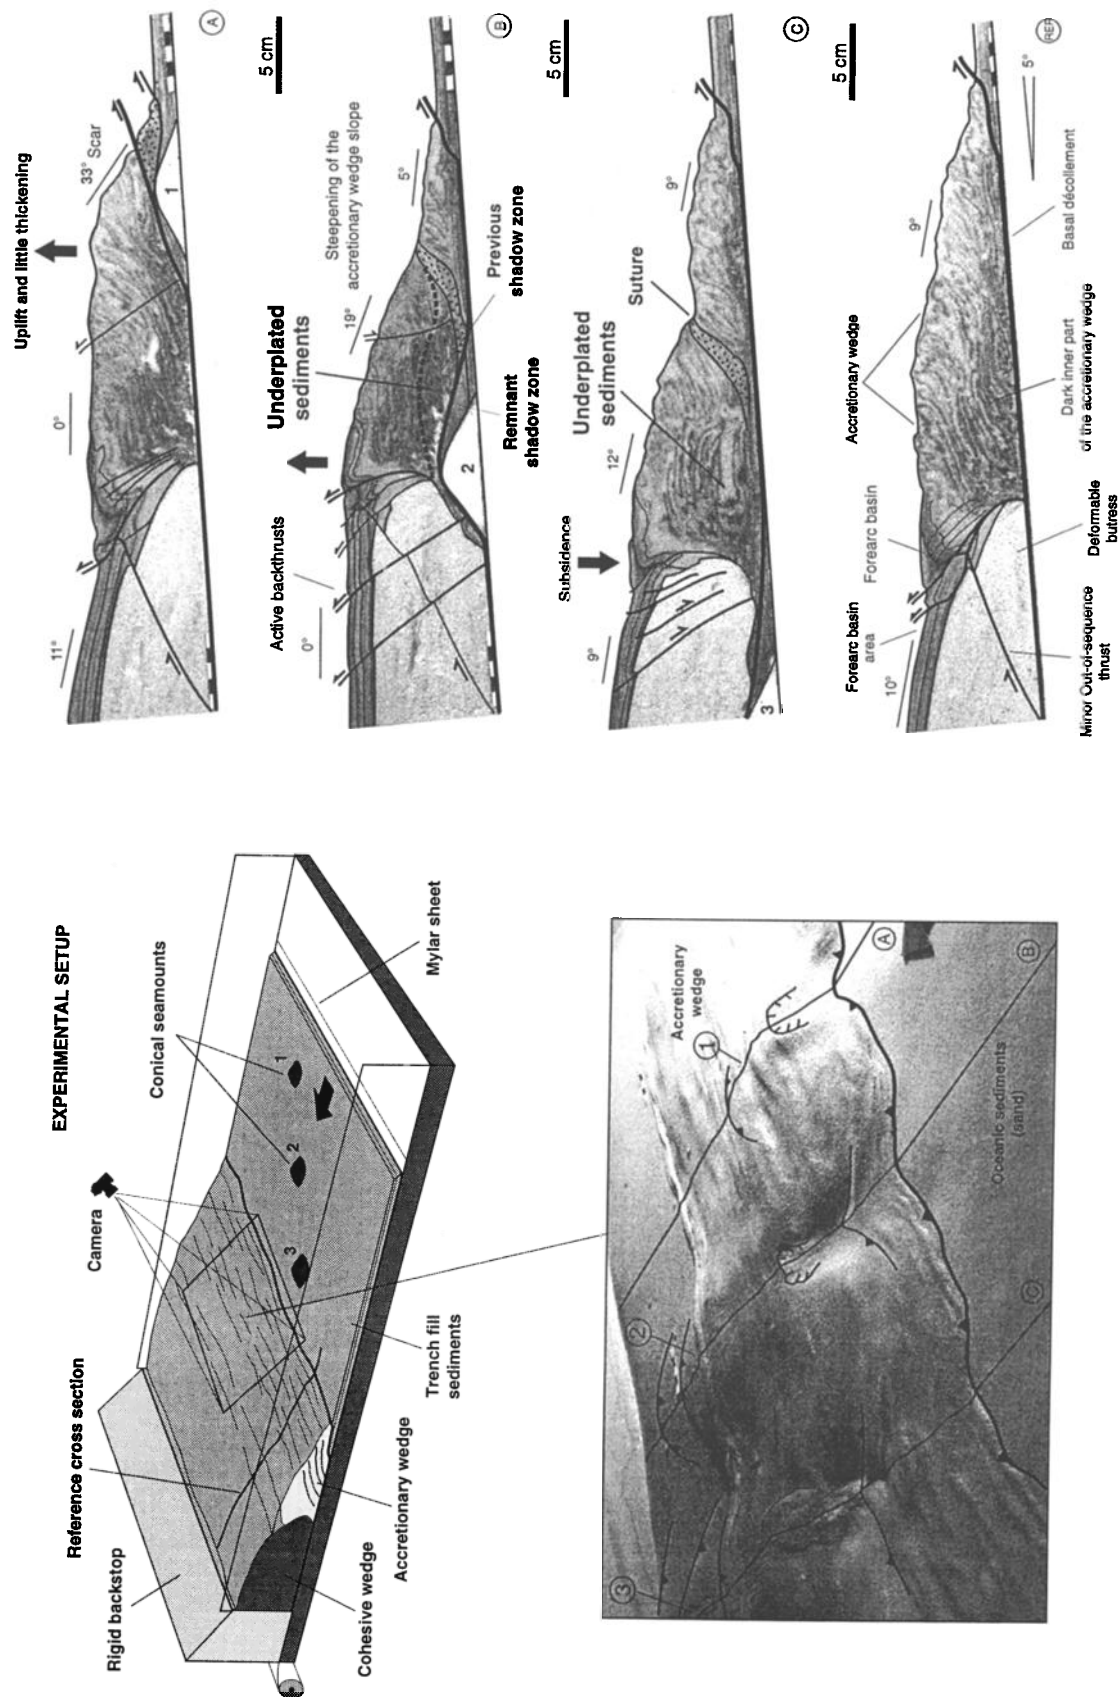 EXPERIMENTAL SETUP
Camera
Conical seamounts
Reference cross section
Rigid backstop
1
2
3
Mylar sheet
Trench fill
sediments
Accretionary wedge
Cohesive wedge
Accretionary
wedge
1
2
3
A
B
C
Oceanic sediments
(sand)
Uplift and little thickening
A
11°
0°
33° Scar
1
5 cm
B
Active backthrusts
0°
Underplated
sediments
19°
Steepening of the
accretionary wedge slope
5°
2
Remnant
shadow zone
Previous
shadow zone
5 cm
C
Subsidence
9°
12°
Underplated
sediments
Suture
9°
3
5 cm
REF
10°
Forearc basin
area
Forearc basin
Accretionary wedge
9°
5°
Minor Out-of-sequence
thrust
Deformable
butress
Dark inner part
of the accretionary wedge
Basal décollement